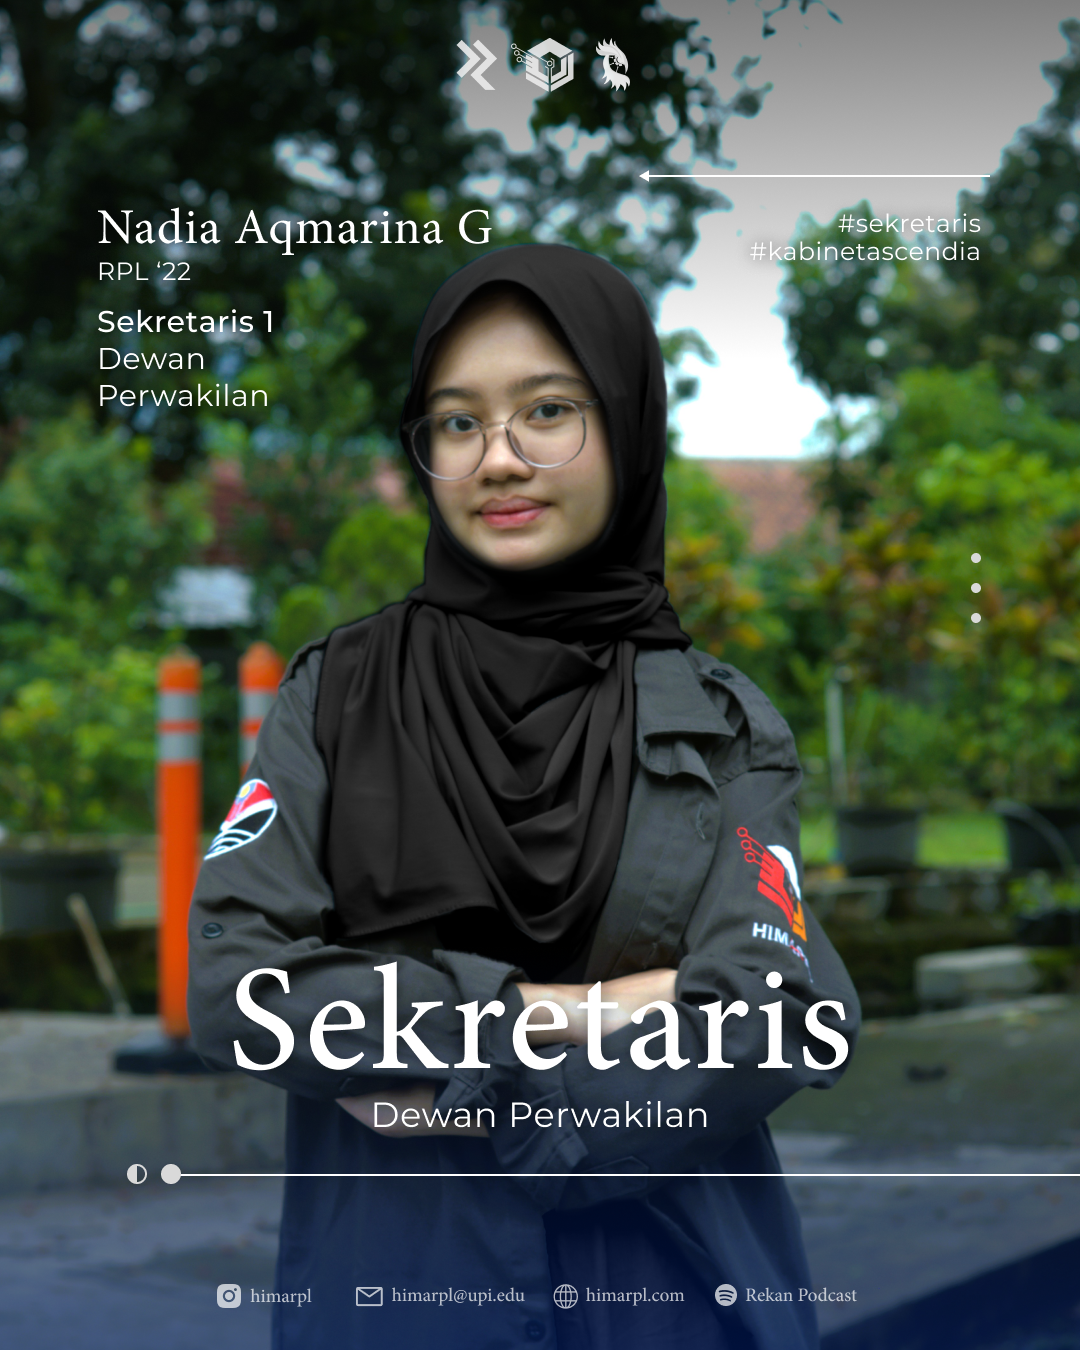 Nadia Aqmarina G
RPL ‘22
Sekretaris 1
Dewan
Perwakilan
#sekretaris
#kabinetascendia
Sekretaris
Dewan Perwakilan
himarpl
himarpl@upi.edu
himarpl.com
Rekan Podcast